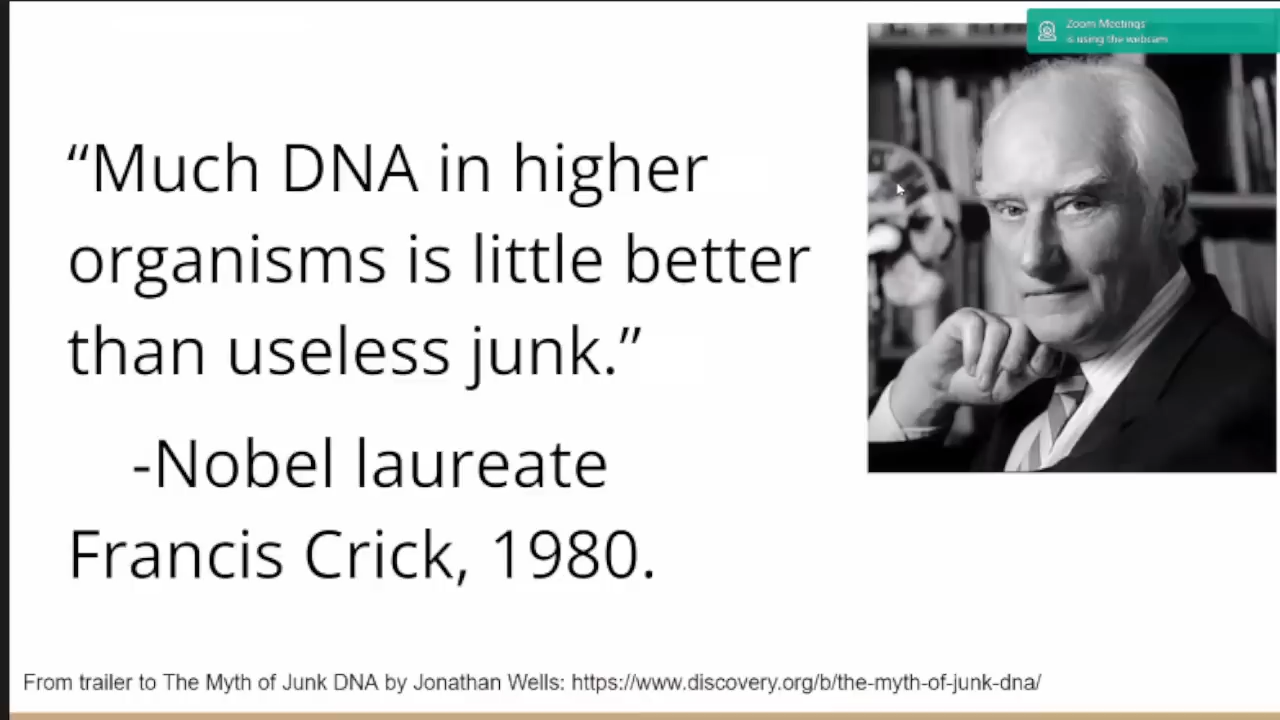 Zoom Meetings
is using the webcam
“Much DNA in higher
organisms is little better
than useless junk.”
-Nobel laureate
Francis Crick, 1980.
From trailer to The Myth of Junk DNA by Jonathan Wells: https://www.discovery.org/b/the-myth-of-junk-dna/